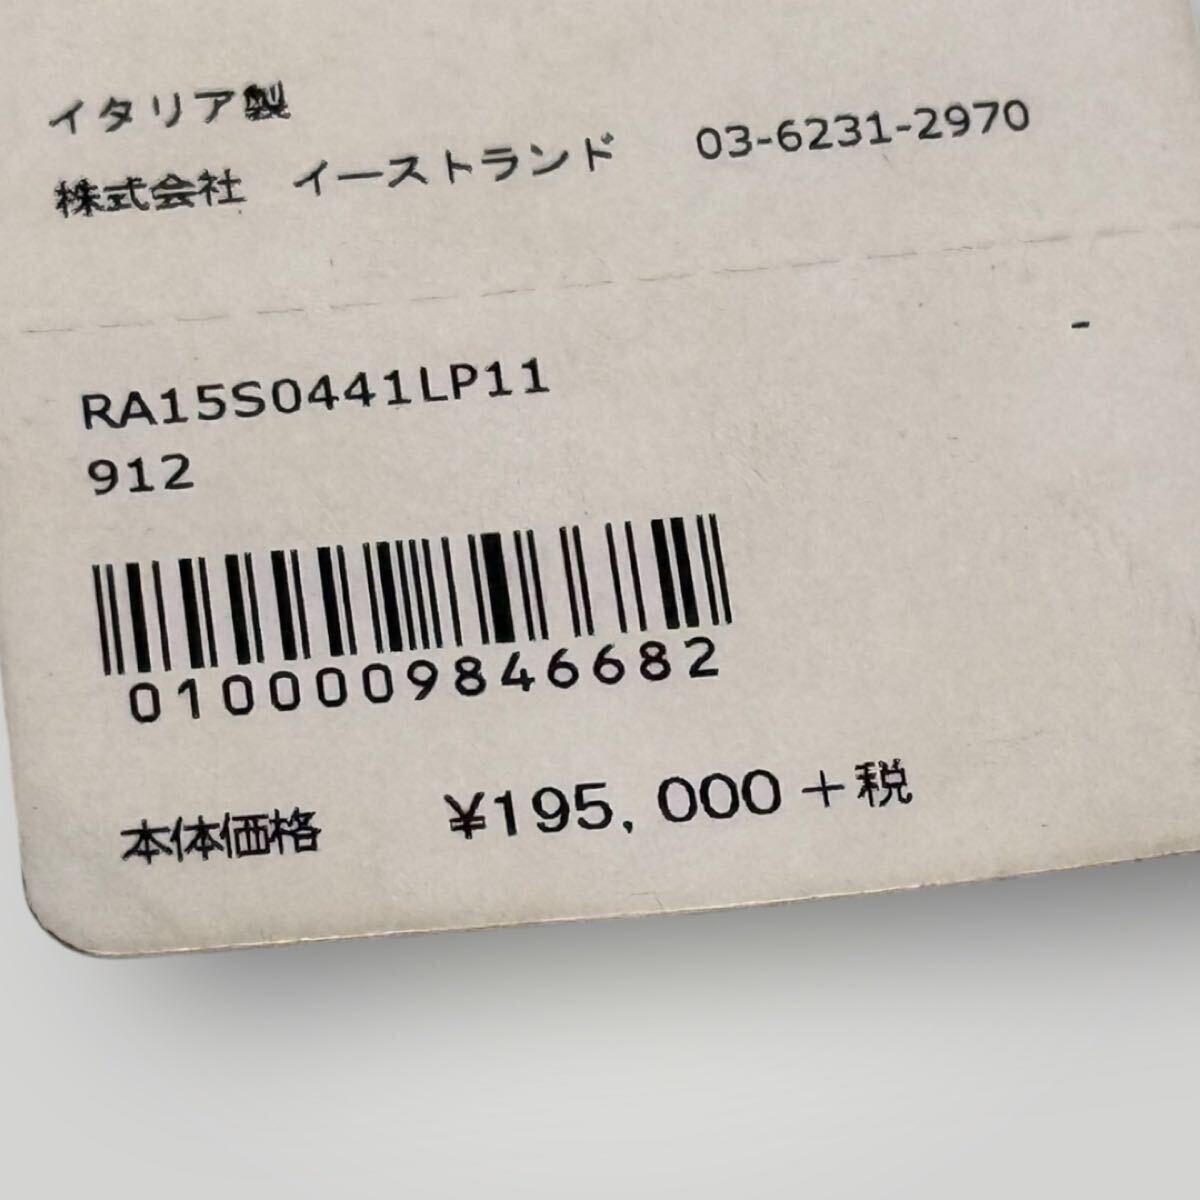 イタリア製
株式会社 イーストランド 03-6231-2970
-
RA15S0441LP11
912
0100009846682
本体価格 ¥195,000+税